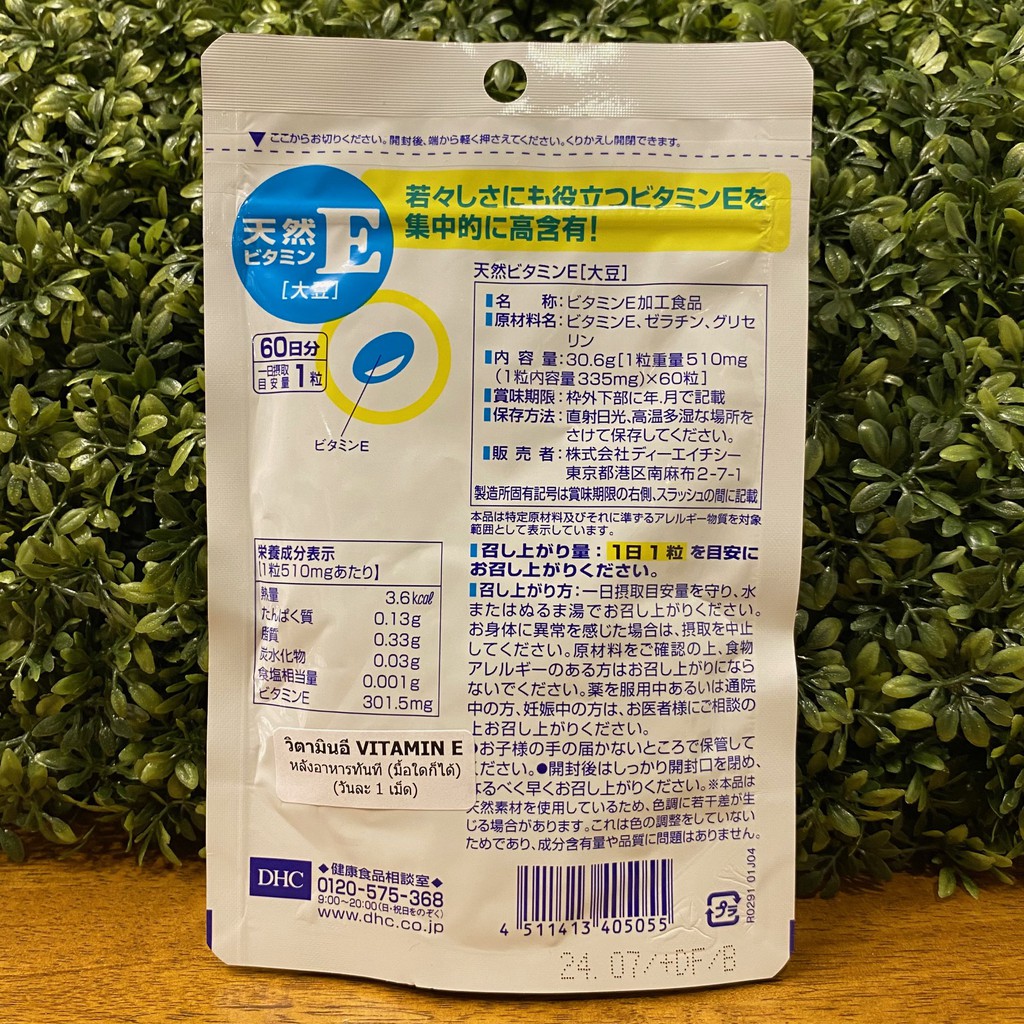 ▼ここからお切りください。開封後、端から軽く押さえてください。くりかえし開閉できます。
天然
ビタミン
E
[大豆]
若々しさにも役立つビタミンEを
集中的に高含有!
60日分
一日摂取
目安量 1粒
ビタミンE
天然ビタミンE[大豆]
名 称:ビタミンE加工食品
原材料名:ビタミンE、ゼラチン、グリセ
リン
内 容 量:30.6g[1粒重量510mg
(1粒内容量335mg)×60粒]
賞味期限:枠外下部に年.月で記載
保存方法:直射日光、高温多湿な場所を
さけて保存してください。
販 売 者:株式会社ディーエイチシー
東京都港区南麻布2-7-1
製造所固有記号は賞味期限の右側、スラッシュの間に記載
本品は特定原材料及びそれに準ずるアレルギー物質を対象
範囲として表示しています。
召し上がり量:1日1粒を目安に
お召し上がりください。
召し上がり方:一日摂取目安量を守り、水
またはぬるま湯でお召し上がりください。
お身体に異常を感じた場合は、摂取を中止
してください。原材料をご確認の上、食物
アレルギーのある方はお召し上がりになら
ないでください。薬を服用中あるいは通院
中の方、妊娠中の方は、お医者様にご相談の
上お召し上がりください。
●お子様の手の届かないところで保管して
ください。●開封後はしっかり開封口を閉め、
なるべく早くお召し上がりください。※本品は
天然素材を使用しているため、色調に若干差が生
じる場合があります。これは色の調整をしていない
ためであり、成分含有量や品質に問題はありません。
栄養成分表示
[1粒510mgあたり]
熱量 3.6kcal
たんぱく質 0.13g
脂質 0.33g
炭水化物 0.03g
食塩相当量 0.001g
ビタミンE 301.5mg
วิตามินอี VITAMIN E
หลังอาหารทันที (มื้อใดก็ได้)
(วันละ 1 เม็ด)
DHC
◆健康食品相談室◆
0120-575-368
9:00~20:00(日・祝日をのぞく)
www.dhc.co.jp
4 511413 405055
プラ
R0291 01J04
24. 07/+DF/B